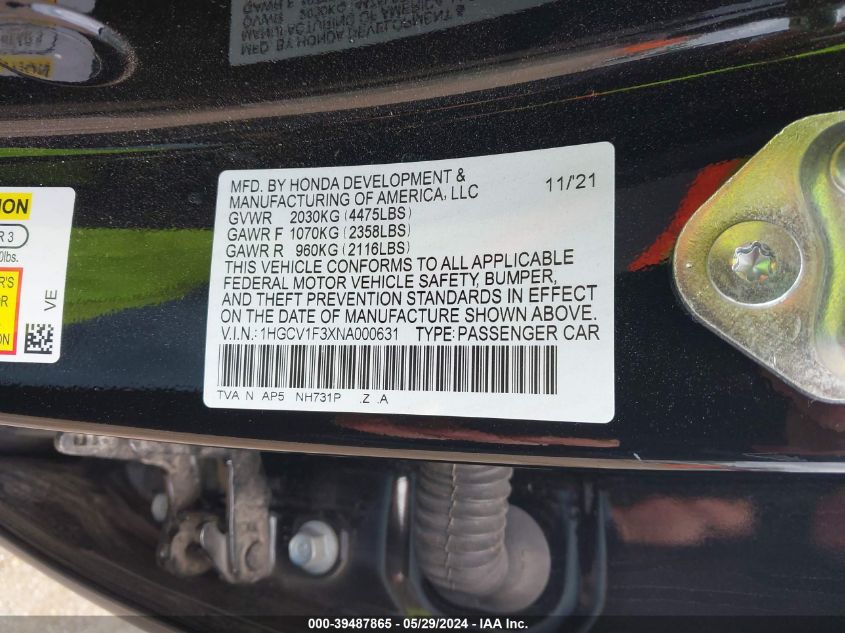 MFD. BY HONDA DEVELOPMENT &
MANUFACTURING OF AMERICA, LLC 11/'21
GVWR 2030KG (4475LBS)
GAWR F 1070KG (2358LBS)
GAWR R 960KG (2116LBS)
THIS VEHICLE CONFORMS TO ALL APPLICABLE
FEDERAL MOTOR VEHICLE SAFETY, BUMPER,
AND THEFT PREVENTION STANDARDS IN EFFECT
ON THE DATE OF MANUFACTURE SHOWN ABOVE.
V.I.N.: 1HGCV1F3XNA000631 TYPE: PASSENGER CAR
TVA N AP5 NH731P .Z .A
R 3
VE
000-39487865 - 05/29/2024 - IAA Inc.